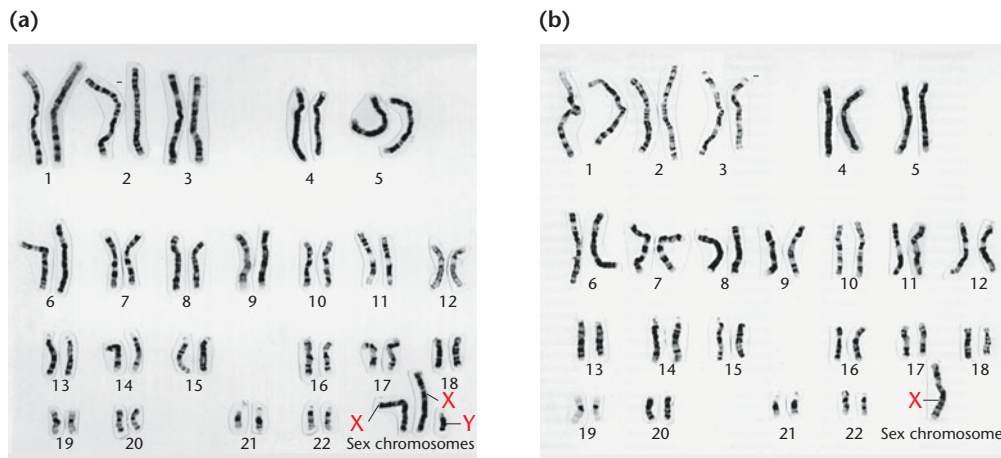 (a)
1 2 3 4 5
6 7 8 9 10 11 12
13 14 15 16 17 18
X X Y
19 20 21 22 Sex chromosomes
(b)
1 2 3 4 5
6 7 8 9 10 11 12
13 14 15 16 17 18
X
19 20 21 22 Sex chromosome